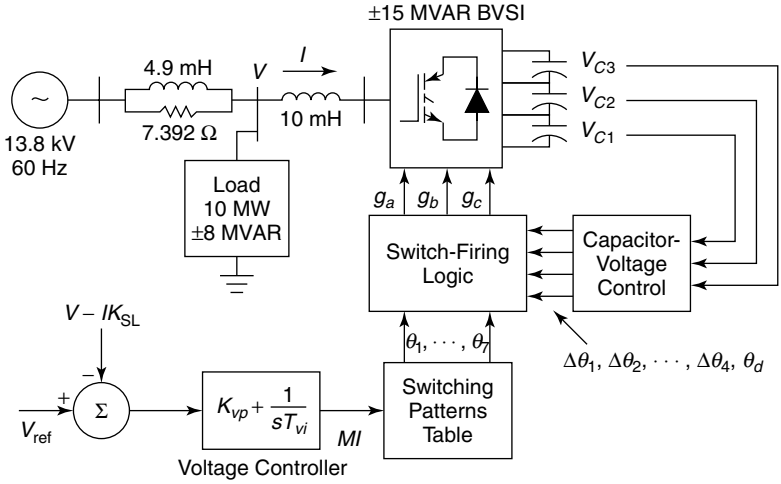 ±15 MVAR BVSI
4.9 mH
7.392 Ω
V
I
10 mH
~
13.8 kV
60 Hz
V_C3
V_C2
V_C1
Load
10 MW
±8 MVAR
g_a
g_b
g_c
Switch-Firing
Logic
Capacitor-
Voltage
Control
θ_1, ···, θ_7
Δθ_1, Δθ_2, ···, Δθ_4, θ_d
V – IK_SL
–
+
Σ
V_ref
K_vp + 1/sT_vi
MI
Voltage Controller
Switching
Patterns
Table